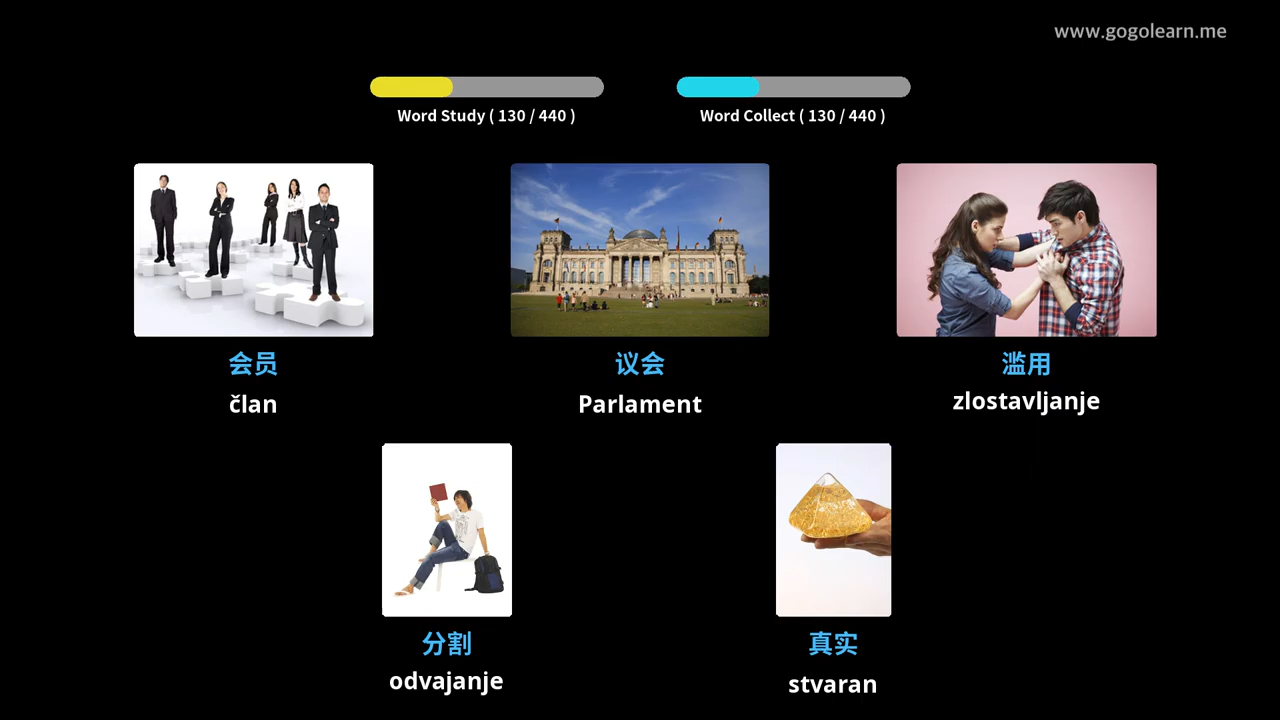 www.gogolearn.me
Word Study ( 130 / 440 )
Word Collect ( 130 / 440 )
会员
议会
滥用
član
Parlament
zlostavljanje
分割
真实
odvajanje
stvaran